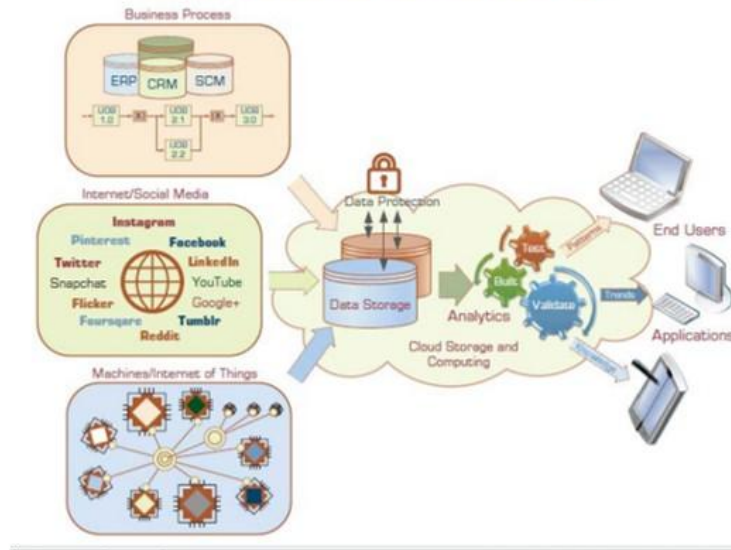 Business Process
ERP
CRM
SCM
UOB
1.0
X
UOB
2.1
X
UOB
3.0
UOB
2.2
Internet/Social Media
Instagram
Pinterest
Facebook
Twitter
LinkedIn
Snapchat
YouTube
Flicker
Google+
Foursqare
Tumblr
Reddit
Machines/Internet of Things
Data Protection
Data Storage
Analytics
Built
Test
Validate
Cloud Storage and
Computing
Patterns
Trends
Knowledge
End Users
Applications